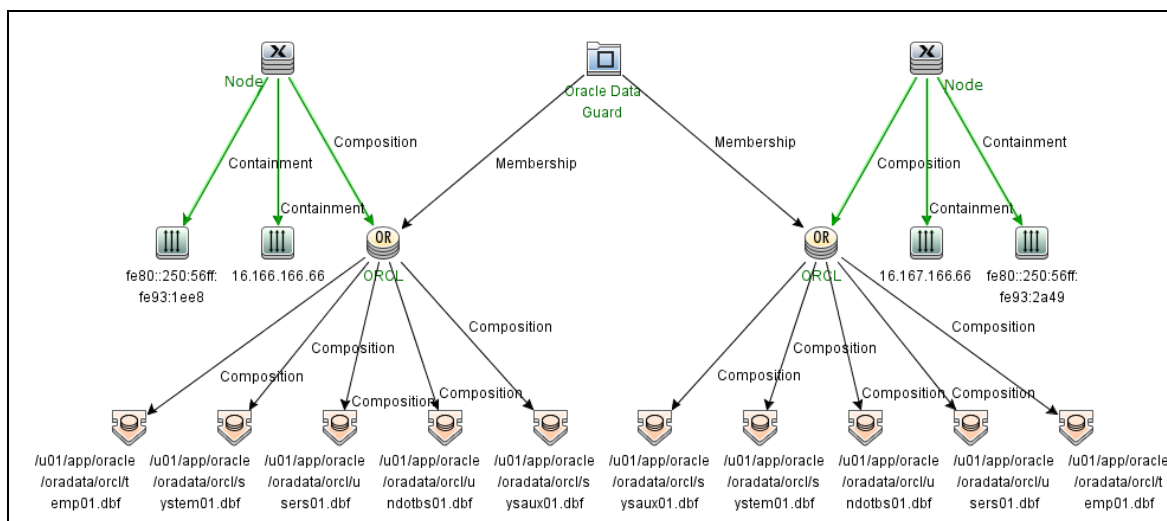 Node
Oracle Data
Guard
Node
Composition
Containment
Containment
Membership
Membership
Composition
Containment
Containment
fe80::250:56ff:
fe93:1ee8
16.166.166.66
ORCL
ORCL
16.167.166.66
fe80::250:56ff:
fe93:2a49
Composition
Composition
Composition
Composition
Composition
Composition
Composition
Composition
Composition
Composition
/u01/app/oracle
/oradata/orcl/t
emp01.dbf
/u01/app/oracle
/oradata/orcl/s
ystem01.dbf
/u01/app/oracle
/oradata/orcl/u
sers01.dbf
/u01/app/oracle
/oradata/orcl/u
ndotbs01.dbf
/u01/app/oracle
/oradata/orcl/s
ysaux01.dbf
/u01/app/oracle
/oradata/orcl/s
ysaux01.dbf
/u01/app/oracle
/oradata/orcl/s
ystem01.dbf
/u01/app/oracle
/oradata/orcl/u
ndotbs01.dbf
/u01/app/oracle
/oradata/orcl/u
sers01.dbf
/u01/app/oracle
/oradata/orcl/t
emp01.dbf